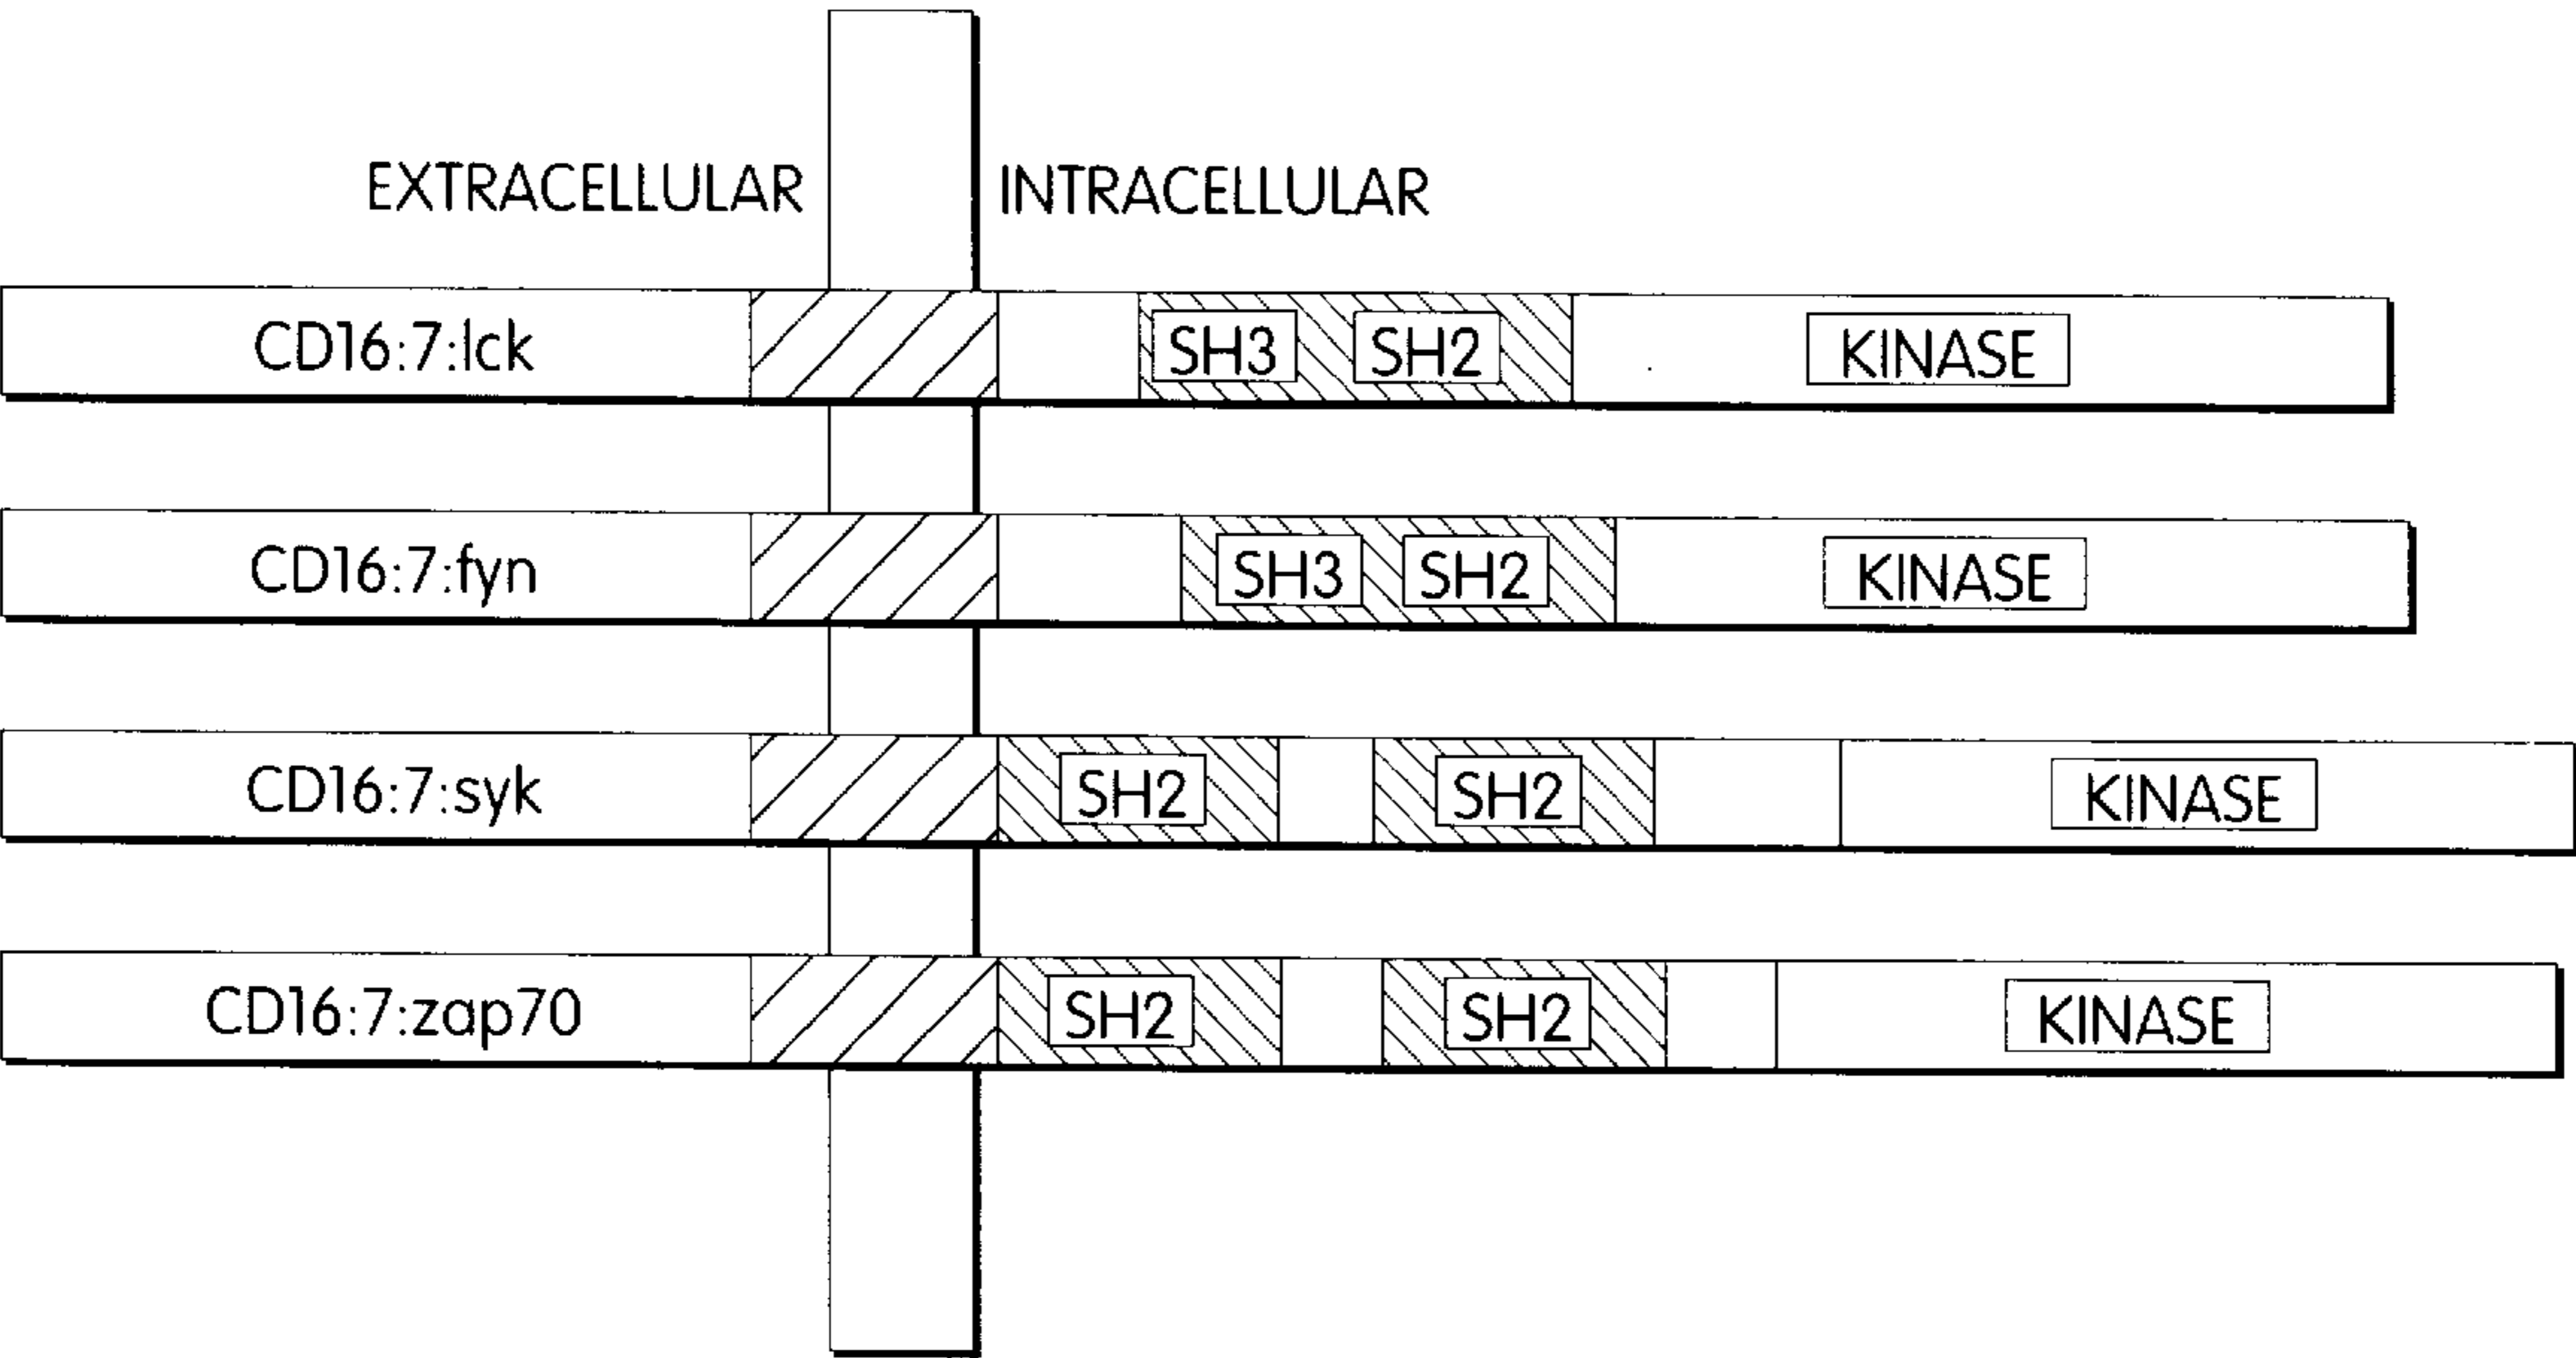 EXTRACELLULAR INTRACELLULAR
CD16:7:lck SH3 SH2 KINASE
CD16:7:fyn SH3 SH2 KINASE
CD16:7:syk SH2 SH2 KINASE
CD16:7:zap70 SH2 SH2 KINASE